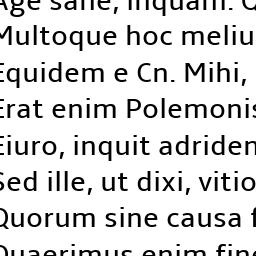 Age sane, inquam.
Multoque hoc meliu
Equidem e Cn. Mihi,
Erat enim Polemonis
Eiuro, inquit adriden
Sed ille, ut dixi, vitio
Quorum sine causa f
Quaerimus enim fine